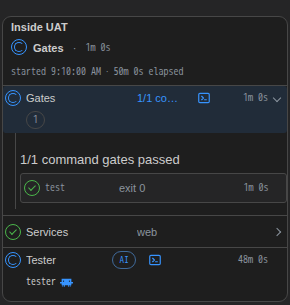 Inside UAT
Gates · 1m 0s
started 9:10:00 AM · 50m 0s elapsed
Gates 1/1 co… 1m 0s
1
1/1 command gates passed
test exit 0 1m 0s
Services web
Tester AI 48m 0s
tester